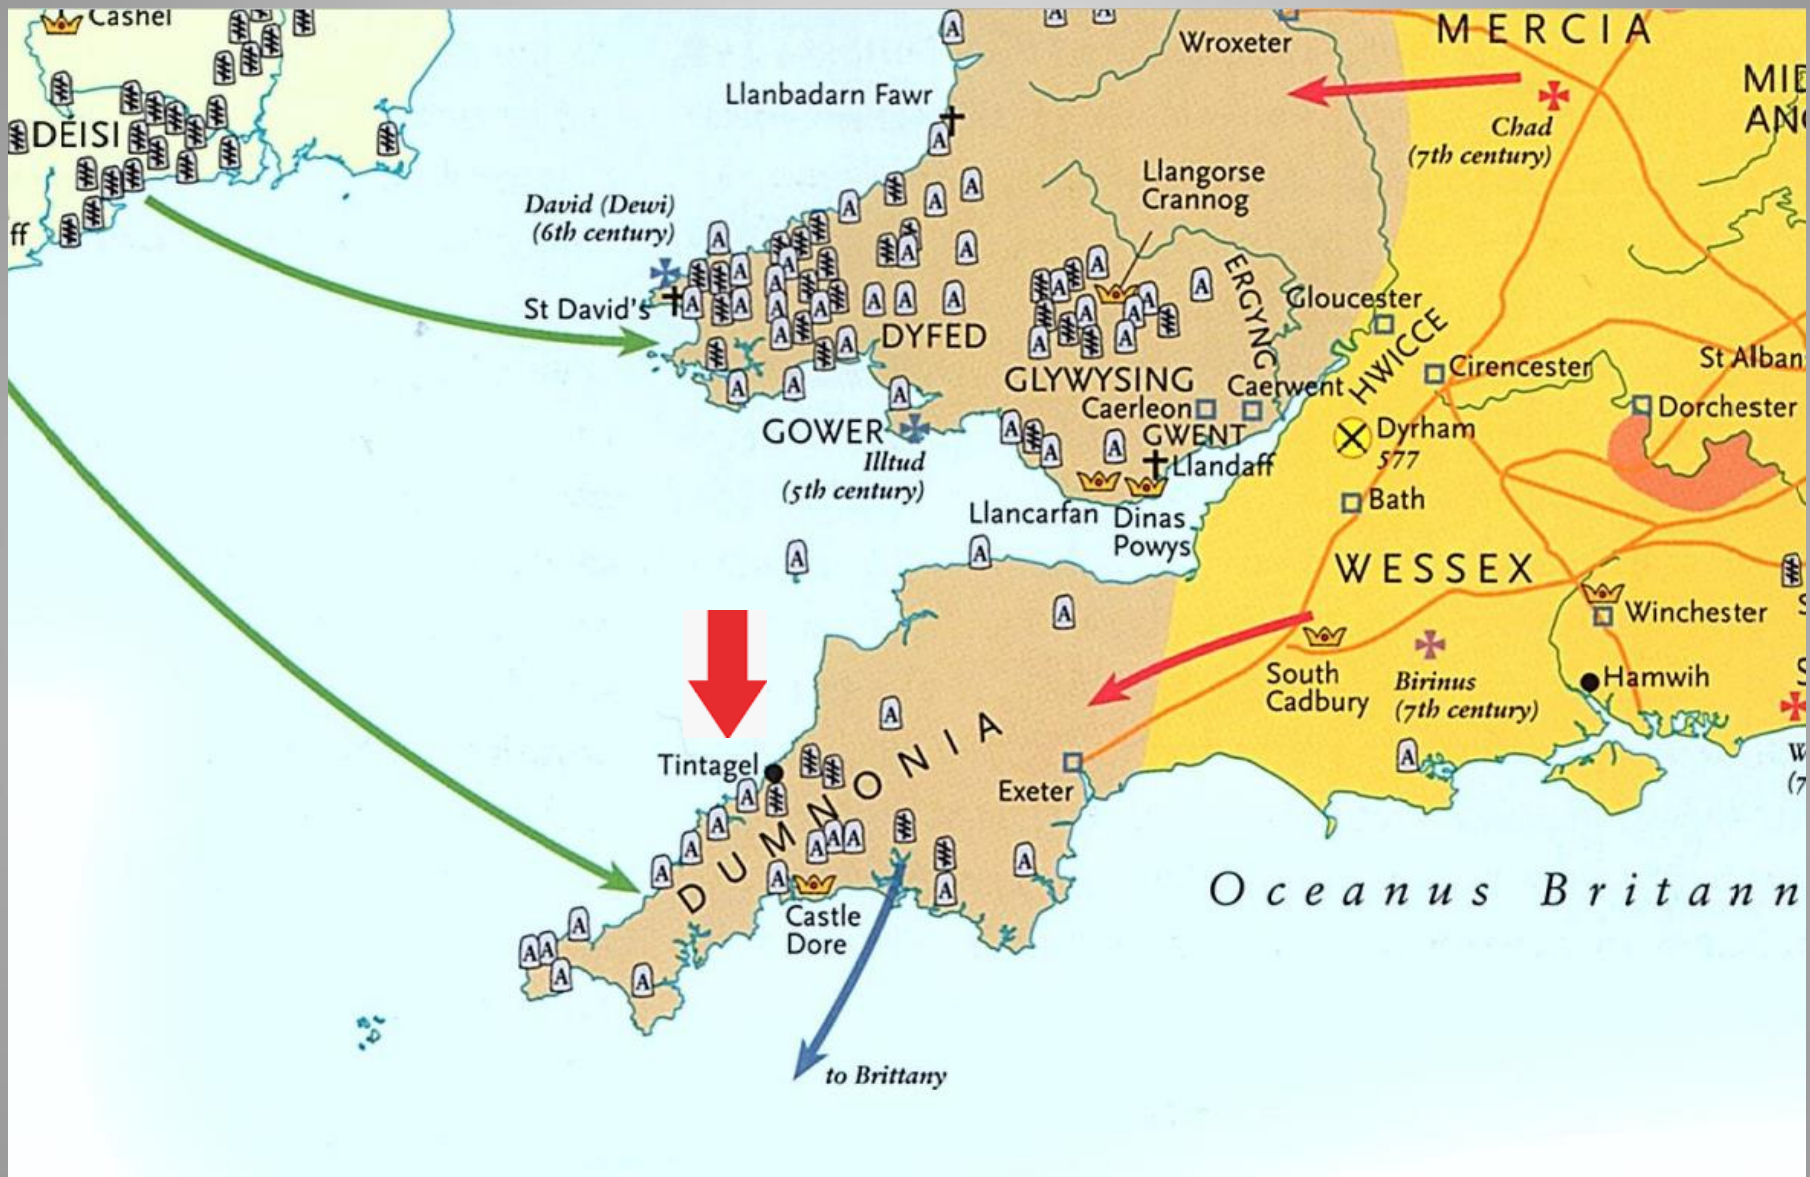 Cashel
DEISI
ff
Llanbadarn Fawr
Wroxeter
MERCIA
Chad
(7th century)
MID
ANG
David (Dewi)
(6th century)
St David's
Llangorse
Crannog
ERGYNG
Gloucester
HWICCE
DYFED
GLYWYSING
Caerwent
Caerleon
GWENT
Llandaff
Cirencester
St Alban
Dorchester
Dyrham
577
Bath
GOWER
Illtud
(5th century)
Llancarfan
Dinas
Powys
WESSEX
Winchester
South
Cadbury
Birinus
(7th century)
Hamwih
S
S
W
(7
Tintagel
DUMNONIA
Exeter
Castle
Dore
Oceanus Britann
to Brittany